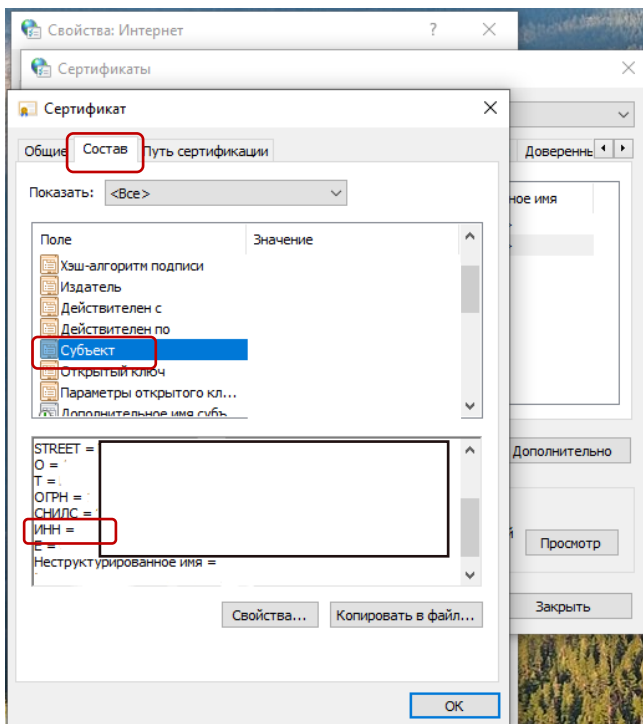 Свойства: Интернет
Сертификаты
Сертификат
Общие Состав Путь сертификации
Доверенны
Показать: <Все>
ное имя
Поле Значение
Хэш-алгоритм подписи
Издатель
Действителен с
Действителен по
Субъект
Открытый ключ
Параметры открытого кл...
Дополнительное имя субъ
STREET =
O =
T =
ОГРН =
СНИЛС =
ИНН =
E =
Неструктурированное имя =
Дополнительно
Просмотр
Свойства... Копировать в файл...
Закрыть
OK